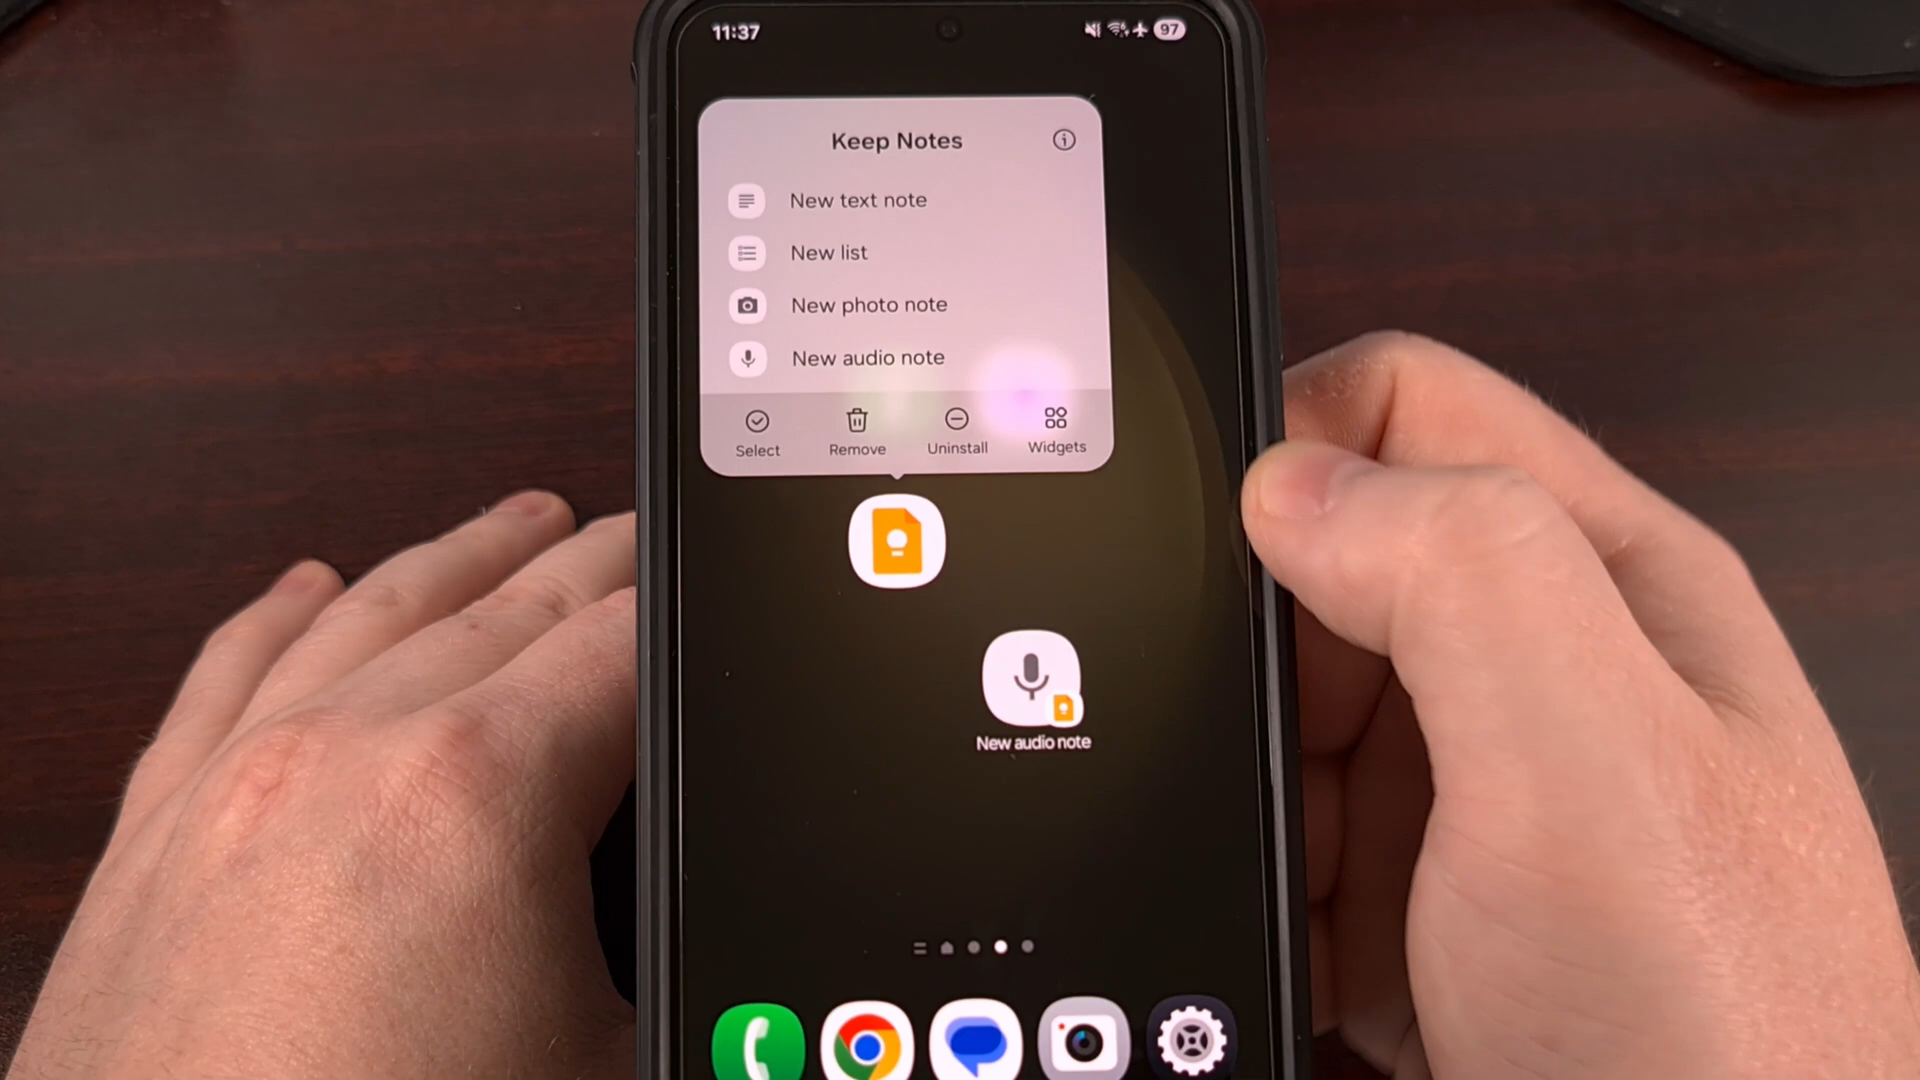 11:37
97
Keep Notes
New text note
New list
New photo note
New audio note
Select Remove Uninstall Widgets
New audio note